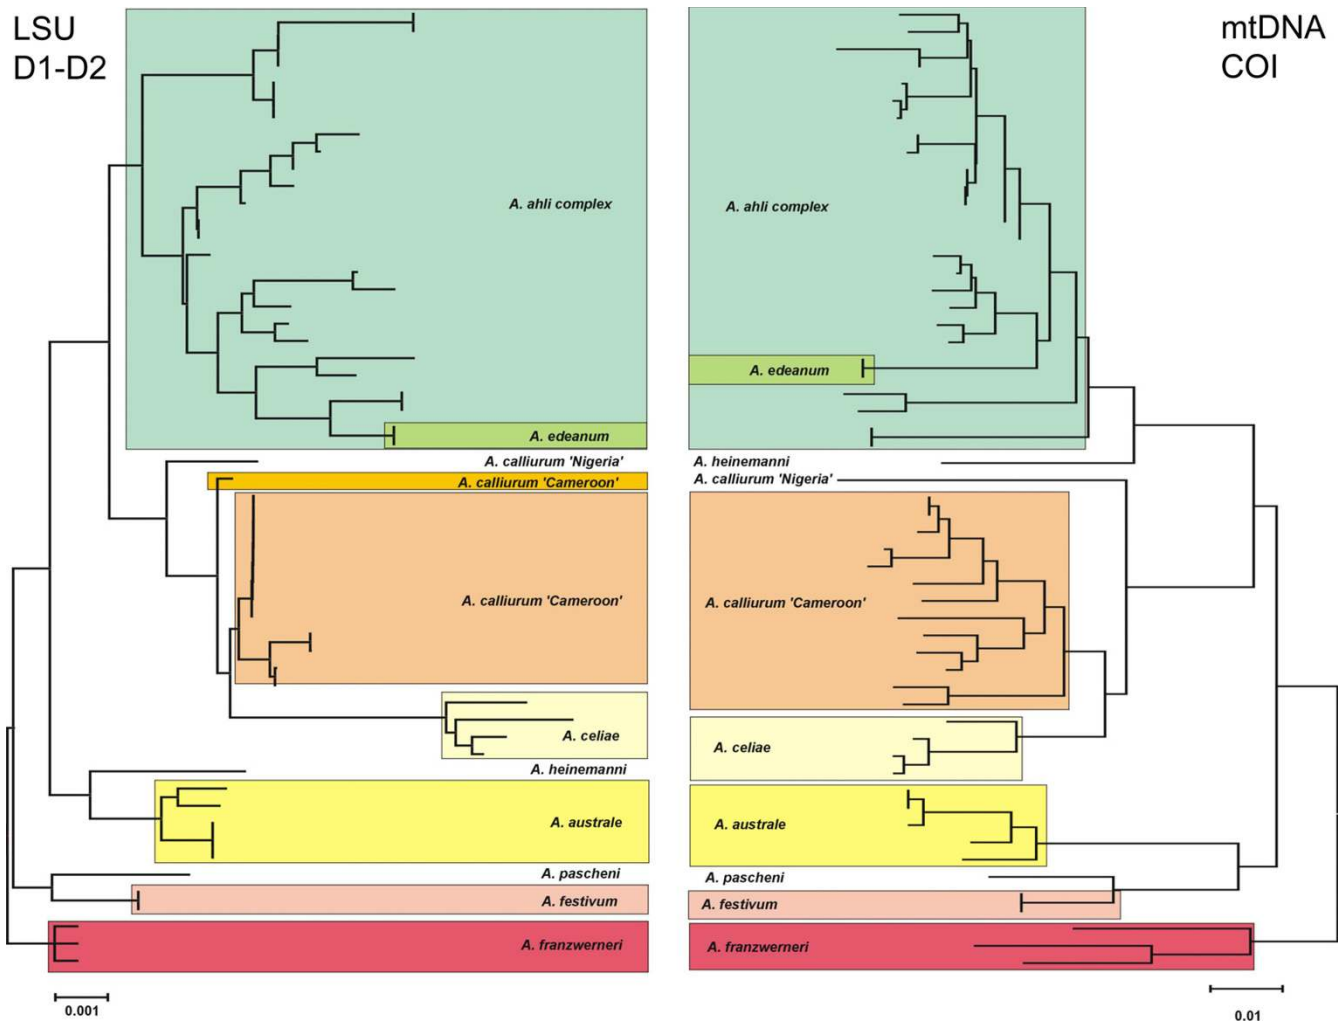 LSU
D1-D2
A. ahli complex
A. edeanum
A. calliurum 'Nigeria'
A. calliurum 'Cameroon'
A. calliurum 'Cameroon'
A. celiae
A. heinemanni
A. australe
A. pascheni
A. festivum
A. franzwerneri
0.001
mtDNA
COI
A. ahli complex
A. edeanum
A. heinemanni
A. calliurum 'Nigeria'
A. calliurum 'Cameroon'
A. celiae
A. australe
A. pascheni
A. festivum
A. franzwerneri
0.01